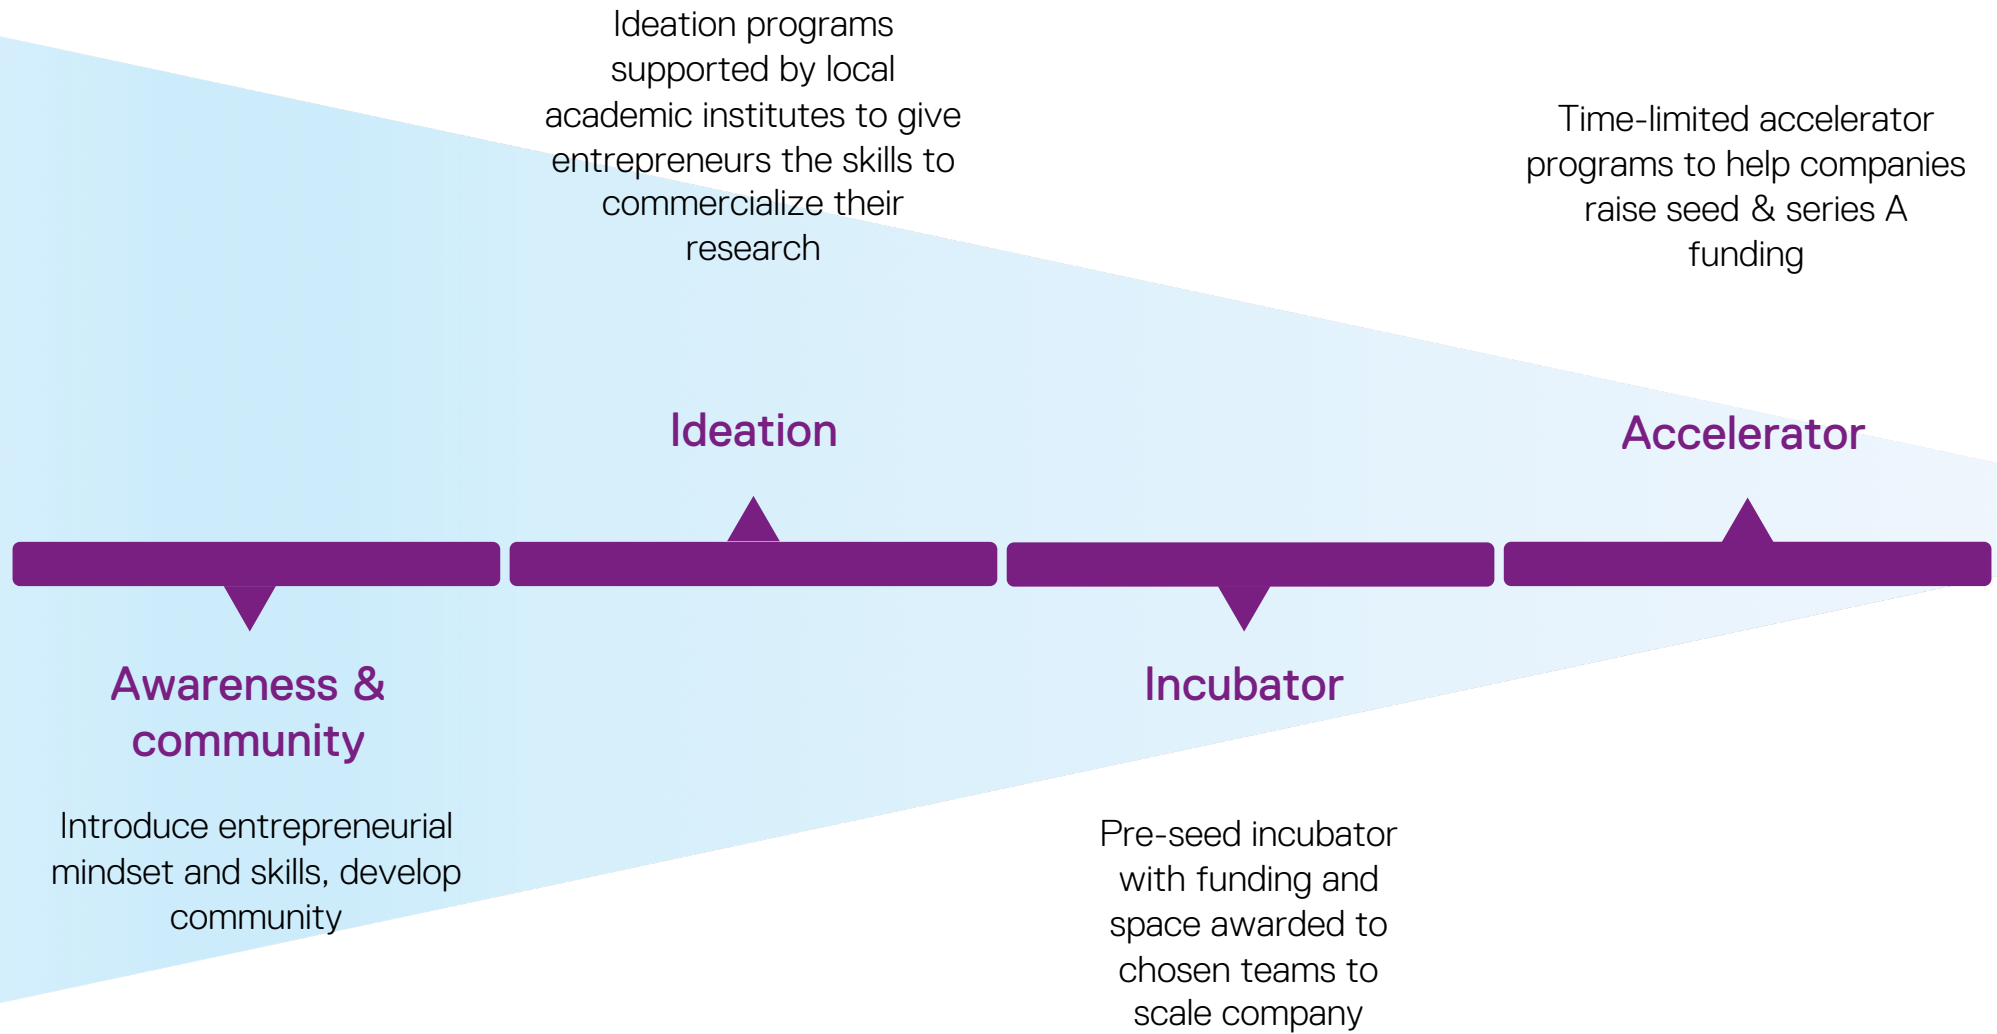 Ideation programs
supported by local
academic institutes to give
entrepreneurs the skills to
commercialize their
research
Time-limited accelerator
programs to help companies
raise seed & series A
funding
Ideation
Accelerator
Awareness &
community
Introduce entrepreneurial
mindset and skills, develop
community
Incubator
Pre-seed incubator
with funding and
space awarded to
chosen teams to
scale company